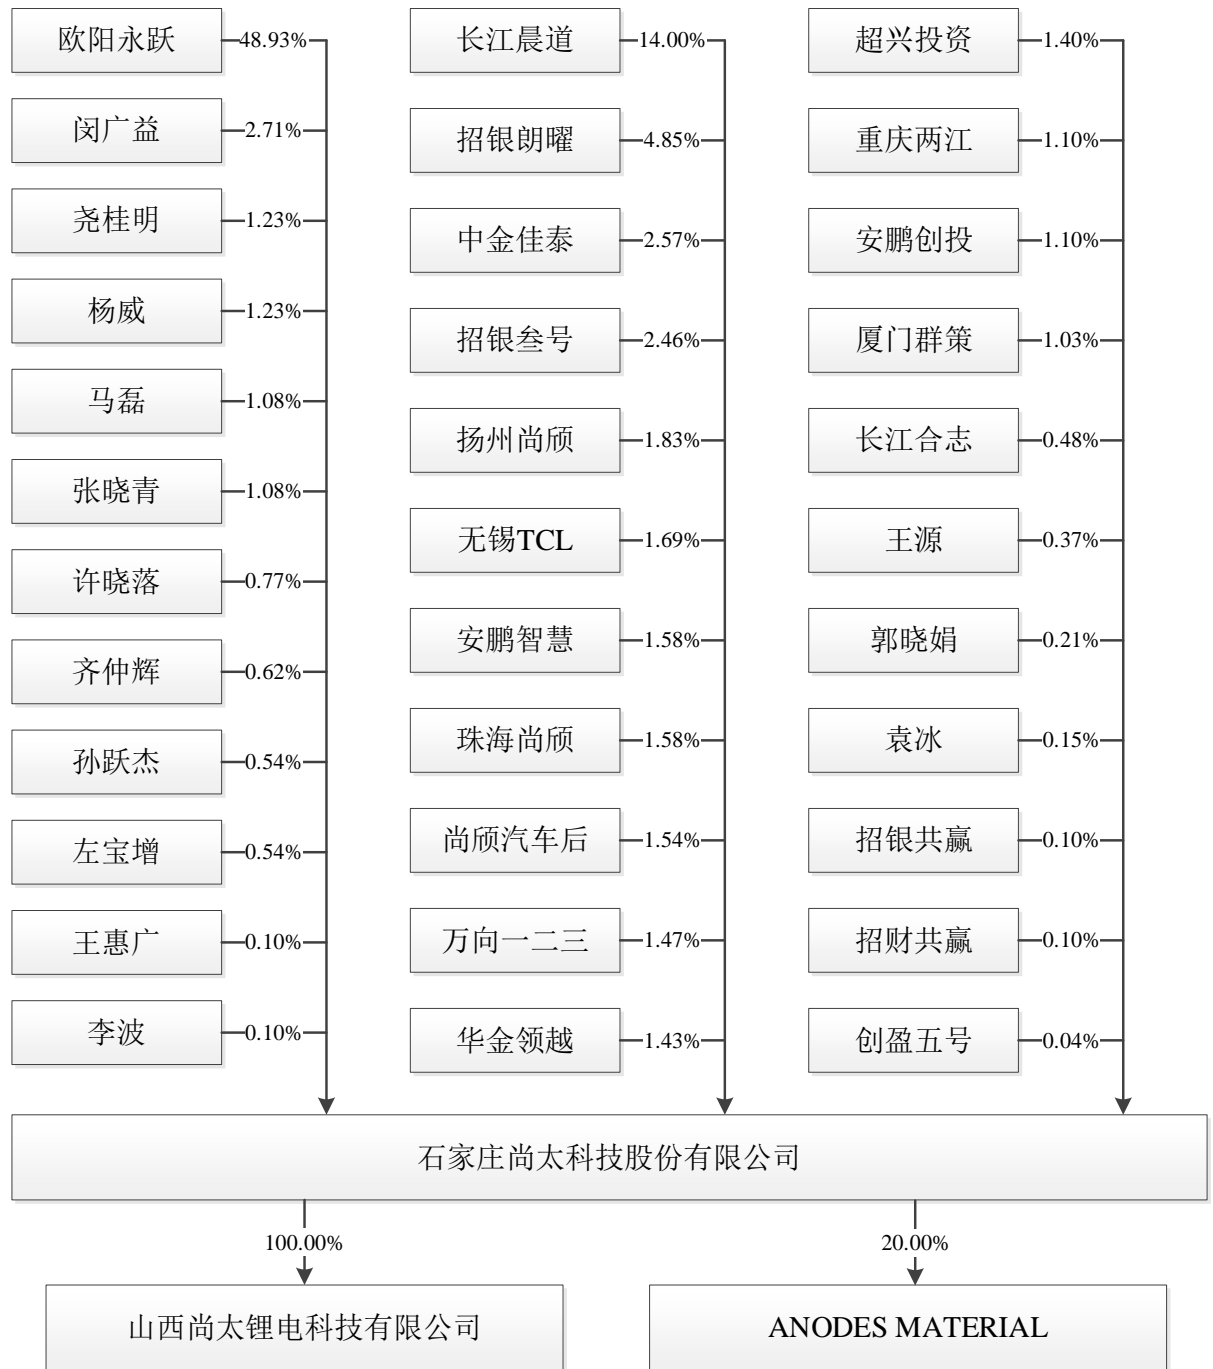 欧阳永跃 48.93%
闵广益 2.71%
尧桂明 1.23%
杨威 1.23%
马磊 1.08%
张晓青 1.08%
许晓落 0.77%
齐仲辉 0.62%
孙跃杰 0.54%
左宝增 0.54%
王惠广 0.10%
李波 0.10%
长江晨道 14.00%
招银朗曜 4.85%
中金佳泰 2.57%
招银叁号 2.46%
扬州尚颀 1.83%
无锡TCL 1.69%
安鹏智慧 1.58%
珠海尚颀 1.58%
尚颀汽车后 1.54%
万向一二三 1.47%
华金领越 1.43%
超兴投资 1.40%
重庆两江 1.10%
安鹏创投 1.10%
厦门群策 1.03%
长江合志 0.48%
王源 0.37%
郭晓娟 0.21%
袁冰 0.15%
招银共赢 0.10%
招财共赢 0.10%
创盈五号 0.04%
石家庄尚太科技股份有限公司
100.00%
20.00%
山西尚太锂电科技有限公司
ANODES MATERIAL